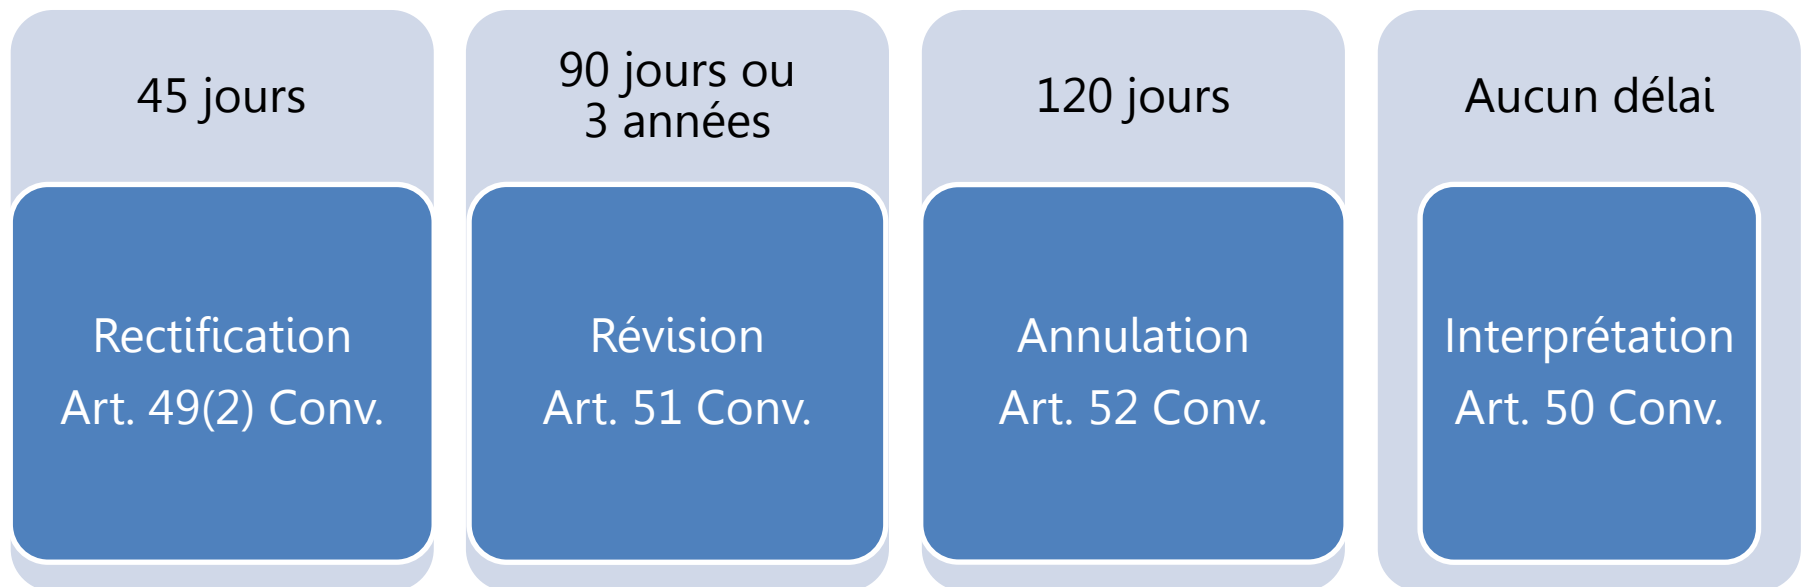 45 jours
Rectification
Art. 49(2) Conv.
90 jours ou
3 années
Révision
Art. 51 Conv.
120 jours
Annulation
Art. 52 Conv.
Aucun délai
Interprétation
Art. 50 Conv.